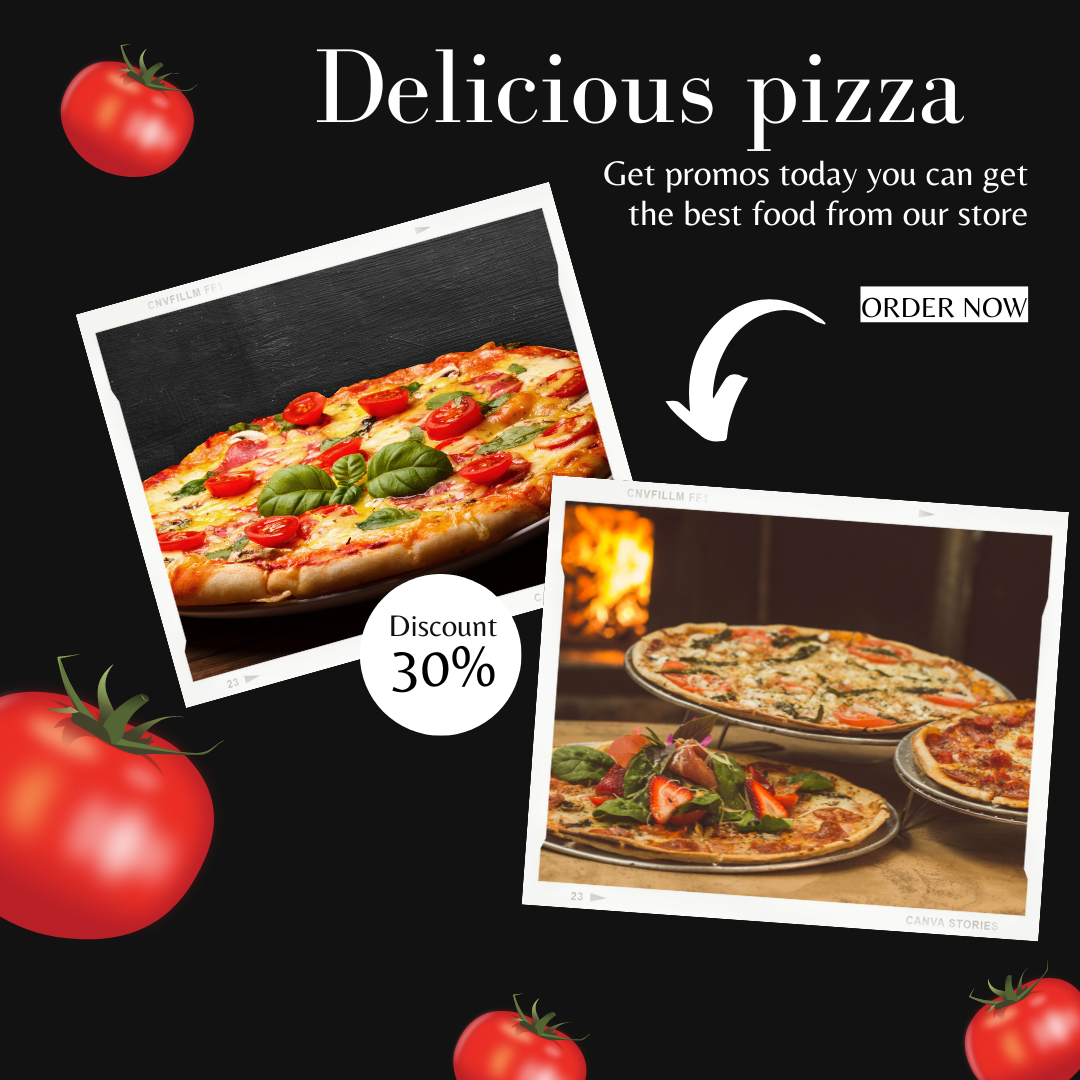 Delicious pizza
Get promos today you can get
the best food from our store
ORDER NOW
CNVFILLM FF1
Discount
30%
23
CNVFILLM FF1
23
CANVA STORIES